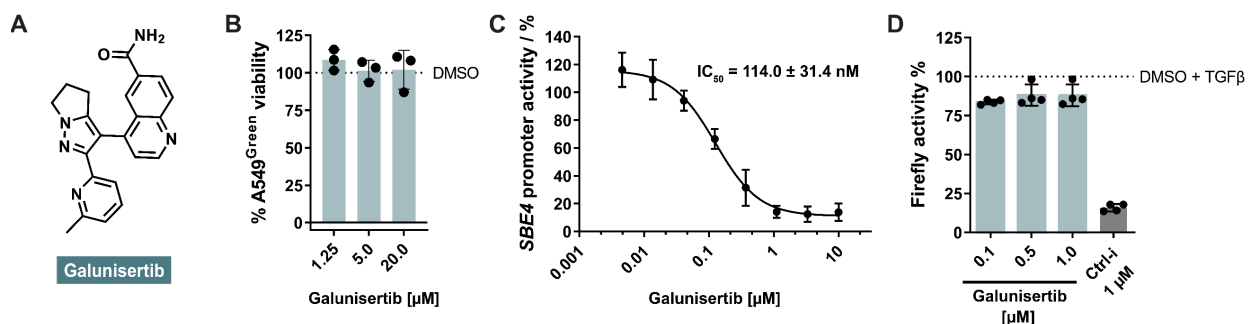 A
NH₂
O
N
N
N
N
Galunisertib
B
% A549ᴳʳᵉᵉⁿ viability
125
100
75
50
25
0
DMSO
1.25
5.0
20.0
Galunisertib [µM]
C
SBE4 promoter activity / %
140
120
100
80
60
40
20
0
IC₅₀ = 114.0 ± 31.4 nM
0.001
0.01
0.1
1
10
Galunisertib [µM]
D
Firefly activity %
125
100
75
50
25
0
DMSO + TGFβ
0.1
0.5
1.0
Ctrl-i
1 µM
Galunisertib
[µM]